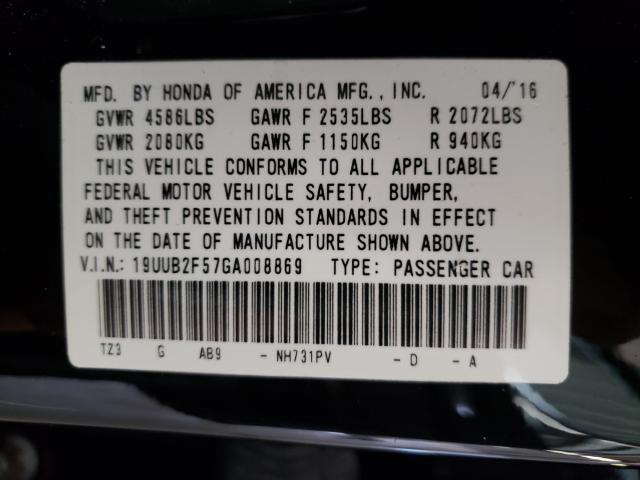 MFD. BY HONDA OF AMERICA MFG., INC. 04/'16
GVWR 4586LBS GAWR F 2535LBS R 2072LBS
GVWR 2080KG GAWR F 1150KG R 940KG
THIS VEHICLE CONFORMS TO ALL APPLICABLE
FEDERAL MOTOR VEHICLE SAFETY, BUMPER,
AND THEFT PREVENTION STANDARDS IN EFFECT
ON THE DATE OF MANUFACTURE SHOWN ABOVE.
V.I.N.: 19UUB2F57GA008869 TYPE: PASSENGER CAR
TZ3 G AB9 - NH731PV - D - A